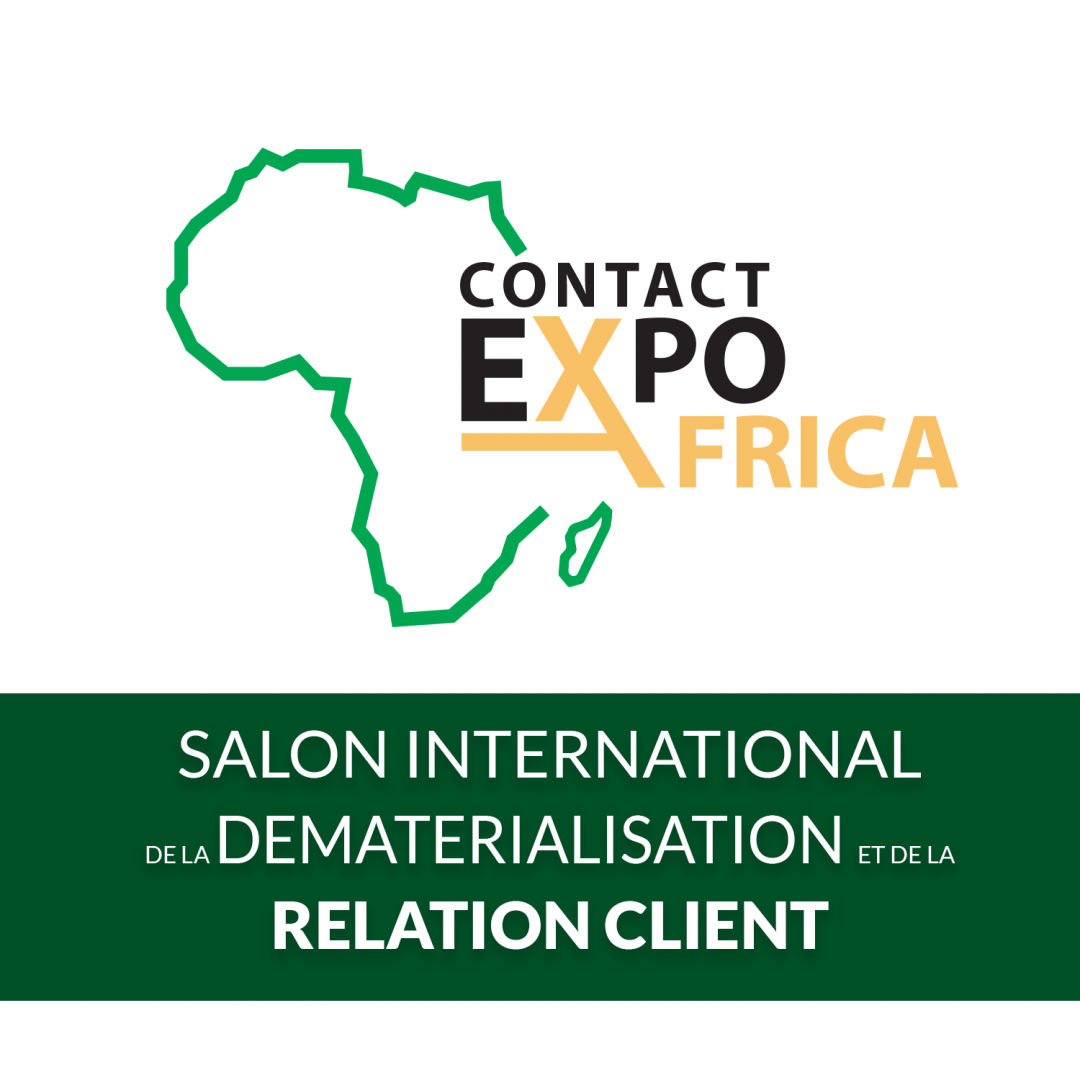 CONTACT
EXPO
AFRICA
SALON INTERNATIONAL
DE LA DEMATERIALISATION ET DE LA
RELATION CLIENT